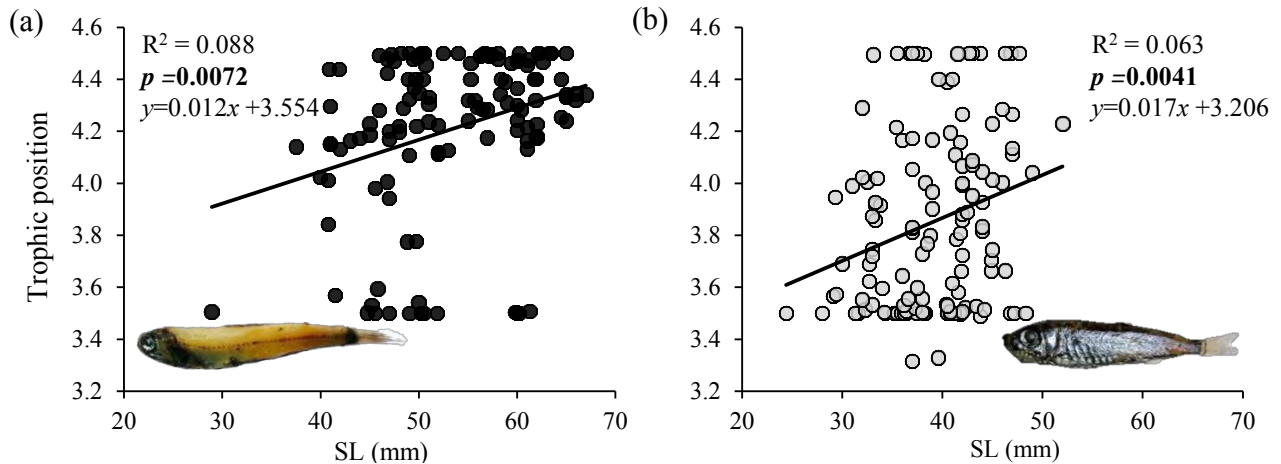 (a)
R² = 0.088
p =0.0072
y=0.012x +3.554
Trophic position
4.6
4.4
4.2
4.0
3.8
3.6
3.4
3.2
20 30 40 50 60 70
SL (mm)
(b)
R² = 0.063
p =0.0041
y=0.017x +3.206
4.6
4.4
4.2
4.0
3.8
3.6
3.4
3.2
20 30 40 50 60 70
SL (mm)